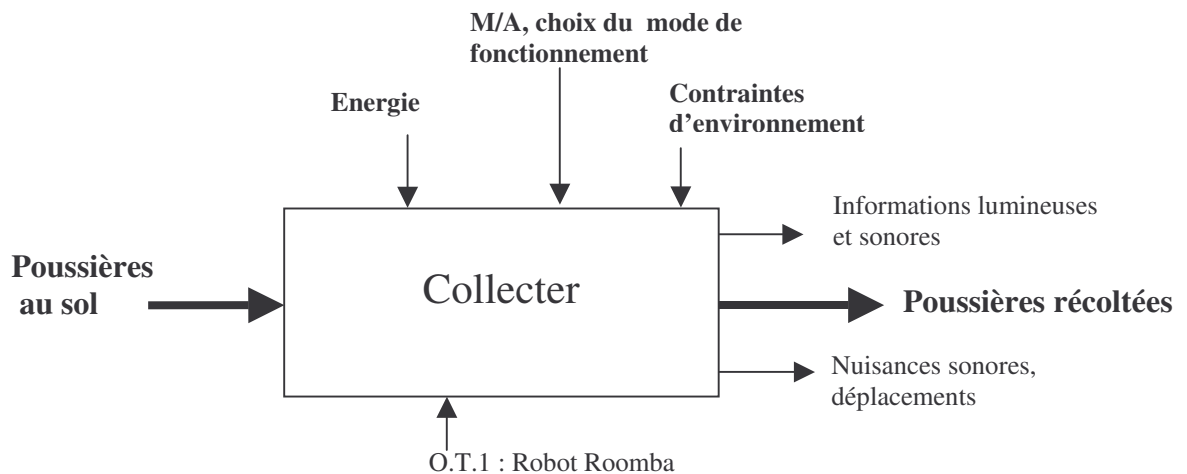 M/A, choix du mode de
fonctionnement
Energie
Contraintes
d’environnement
Informations lumineuses
et sonores
Poussières
au sol
Collecter
Poussières récoltées
Nuisances sonores,
déplacements
O.T.1 : Robot Roomba